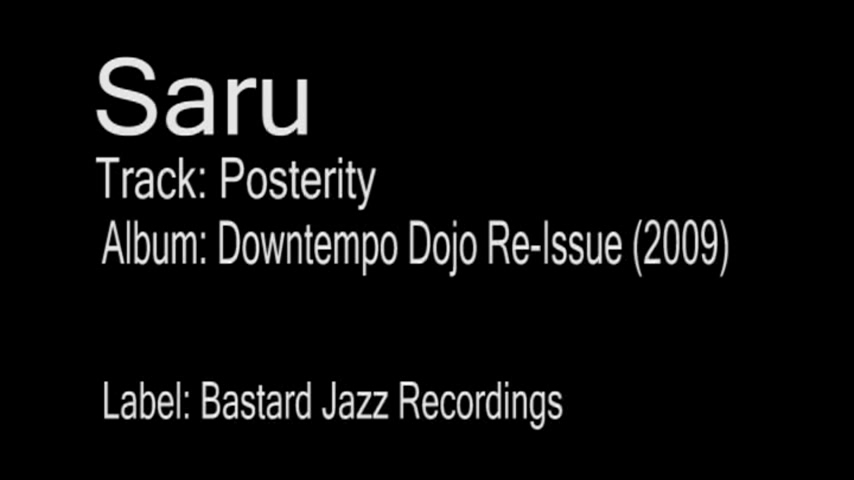 Saru
Track: Posterity
Album: Downtempo Dojo Re-Issue (2009)
Label: Bastard Jazz Recordings